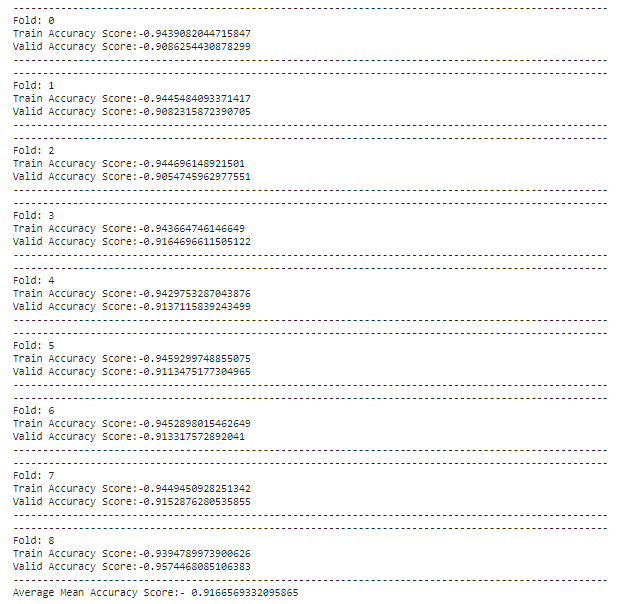 ----------------------------------------------------------------------------------------------------
Fold: 0
Train Accuracy Score:-0.9439082044715847
Valid Accuracy Score:-0.9086254430878299
----------------------------------------------------------------------------------------------------
----------------------------------------------------------------------------------------------------
Fold: 1
Train Accuracy Score:-0.9445484093371417
Valid Accuracy Score:-0.9082315872390705
----------------------------------------------------------------------------------------------------
----------------------------------------------------------------------------------------------------
Fold: 2
Train Accuracy Score:-0.944696148921501
Valid Accuracy Score:-0.9054745962977551
----------------------------------------------------------------------------------------------------
----------------------------------------------------------------------------------------------------
Fold: 3
Train Accuracy Score:-0.943664746146649
Valid Accuracy Score:-0.9164696611505122
----------------------------------------------------------------------------------------------------
----------------------------------------------------------------------------------------------------
Fold: 4
Train Accuracy Score:-0.9429753287043876
Valid Accuracy Score:-0.9137115839243499
----------------------------------------------------------------------------------------------------
----------------------------------------------------------------------------------------------------
Fold: 5
Train Accuracy Score:-0.9459299748855075
Valid Accuracy Score:-0.9113475177304965
----------------------------------------------------------------------------------------------------
----------------------------------------------------------------------------------------------------
Fold: 6
Train Accuracy Score:-0.9452898015462649
Valid Accuracy Score:-0.913317572892041
----------------------------------------------------------------------------------------------------
----------------------------------------------------------------------------------------------------
Fold: 7
Train Accuracy Score:-0.9449450928251342
Valid Accuracy Score:-0.9152876280535855
----------------------------------------------------------------------------------------------------
----------------------------------------------------------------------------------------------------
Fold: 8
Train Accuracy Score:-0.9394789973900626
Valid Accuracy Score:-0.9574468085106383
----------------------------------------------------------------------------------------------------
Average Mean Accuracy Score:- 0.9166569332095865